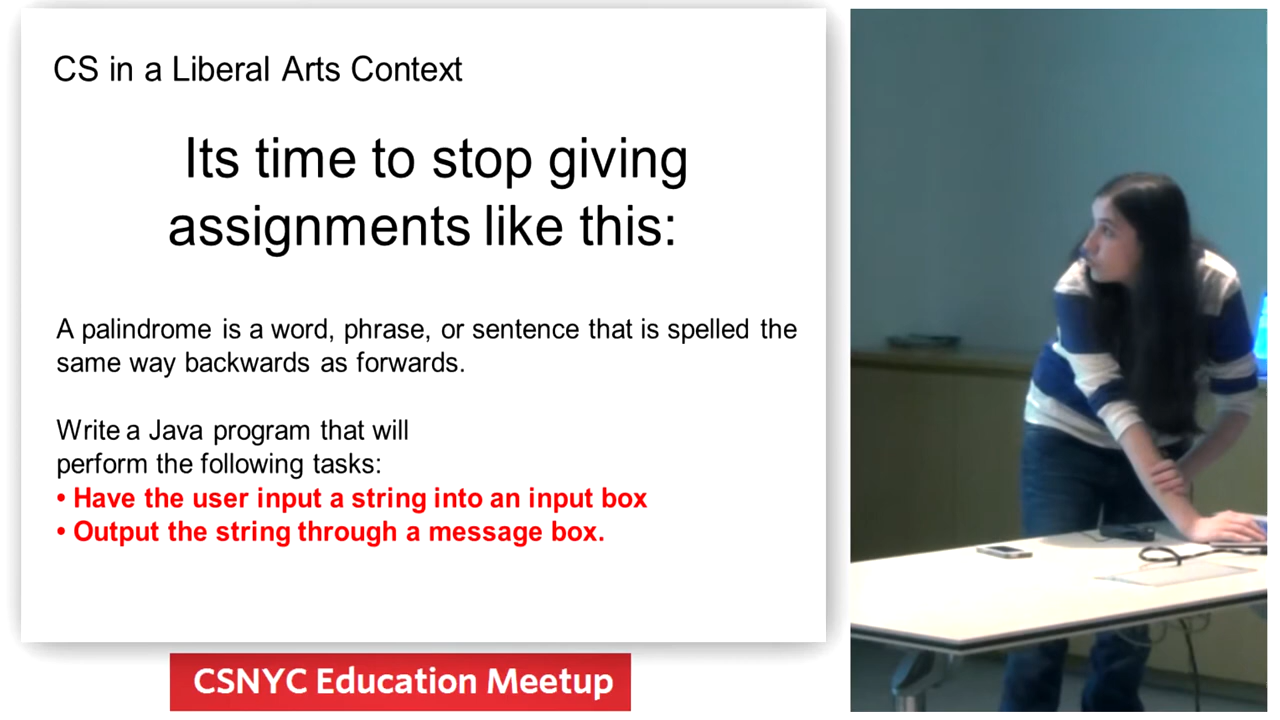 CS in a Liberal Arts Context
Its time to stop giving
assignments like this:
A palindrome is a word, phrase, or sentence that is spelled the
same way backwards as forwards.
Write a Java program that will
perform the following tasks:
• Have the user input a string into an input box
• Output the string through a message box.
CSNYC Education Meetup